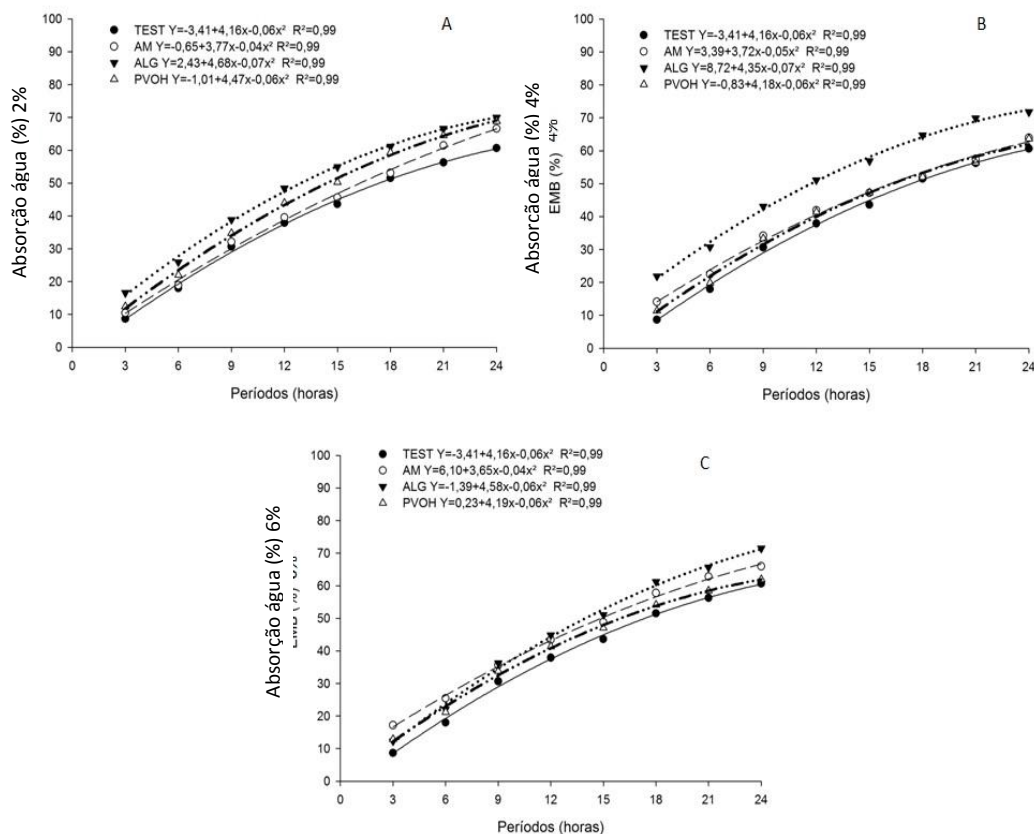 A
TEST Y=-3,41+4,16x-0,06x² R²=0,99
AM Y=-0,65+3,77x-0,04x² R²=0,99
ALG Y=2,43+4,68x-0,07x² R²=0,99
PVOH Y=-1,01+4,47x-0,06x² R²=0,99
Absorção água (%) 2%
100
90
80
70
60
50
40
30
20
10
0
0 3 6 9 12 15 18 21 24
Períodos (horas)
B
TEST Y=-3,41+4,16x-0,06x² R²=0,99
AM Y=3,39+3,72x-0,05x² R²=0,99
ALG Y=8,72+4,35x-0,07x² R²=0,99
PVOH Y=-0,83+4,18x-0,06x² R²=0,99
Absorcão água (%) 4%
EMB (%) 4%
100
90
80
70
60
50
40
30
20
10
0
0 3 6 9 12 15 18 21 24
Períodos (horas)
C
TEST Y=-3,41+4,16x-0,06x² R²=0,99
AM Y=6,10+3,65x-0,04x² R²=0,99
ALG Y=-1,39+4,58x-0,06x² R²=0,99
PVOH Y=0,23+4,19x-0,06x² R²=0,99
Absorção água (%) 6%
100
90
80
70
60
50
40
30
20
10
0
0 3 6 9 12 15 18 21 24
Períodos (horas)